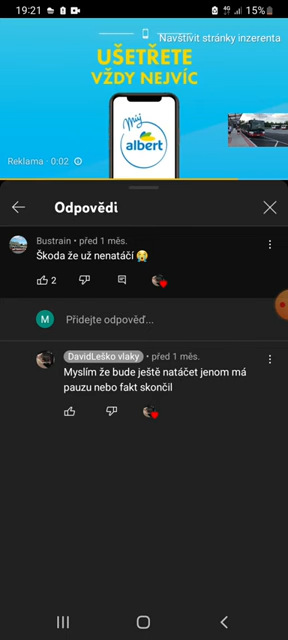 19:21
4G
15%
Navštívit stránky inzerenta
UŠETŘETE
VŽDY NEJVÍC
Můj
albert
Reklama · 0:02
Odpovědi
Bustrain • před 1 měs.
Škoda že už nenatáčí 😭
2
M
Přidejte odpověď...
DavidLeško vlaky • před 1 měs.
Myslím že bude ještě natáčet jenom má
pauzu nebo fakt skončil